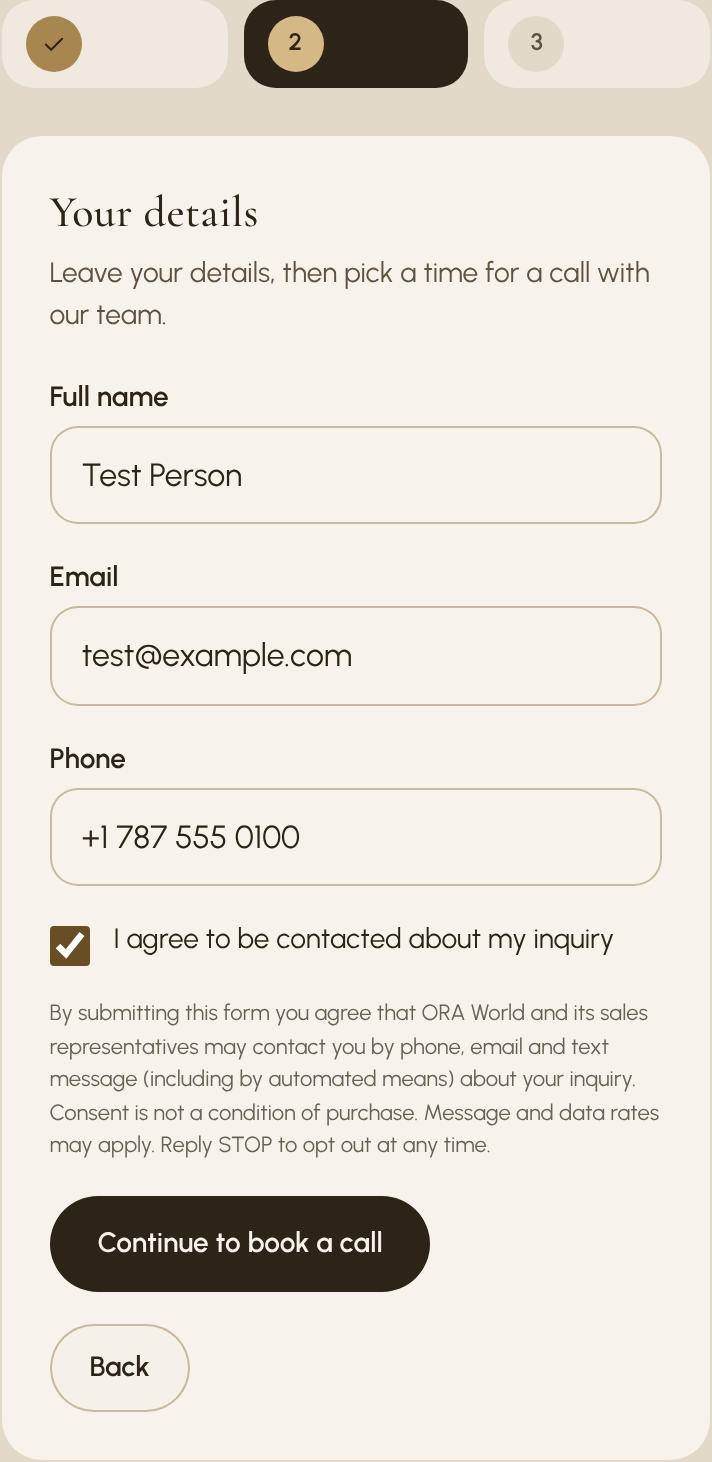 2
3
Your details
Leave your details, then pick a time for a call with
our team.
Full name
Test Person
Email
test@example.com
Phone
+1 787 555 0100
I agree to be contacted about my inquiry
By submitting this form you agree that ORA World and its sales
representatives may contact you by phone, email and text
message (including by automated means) about your inquiry.
Consent is not a condition of purchase. Message and data rates
may apply. Reply STOP to opt out at any time.
Continue to book a call
Back